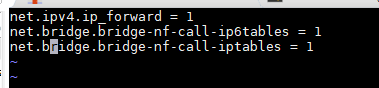 net.ipv4.ip_forward = 1
net.bridge.bridge-nf-call-ip6tables = 1
net.bridge.bridge-nf-call-iptables = 1
~
~